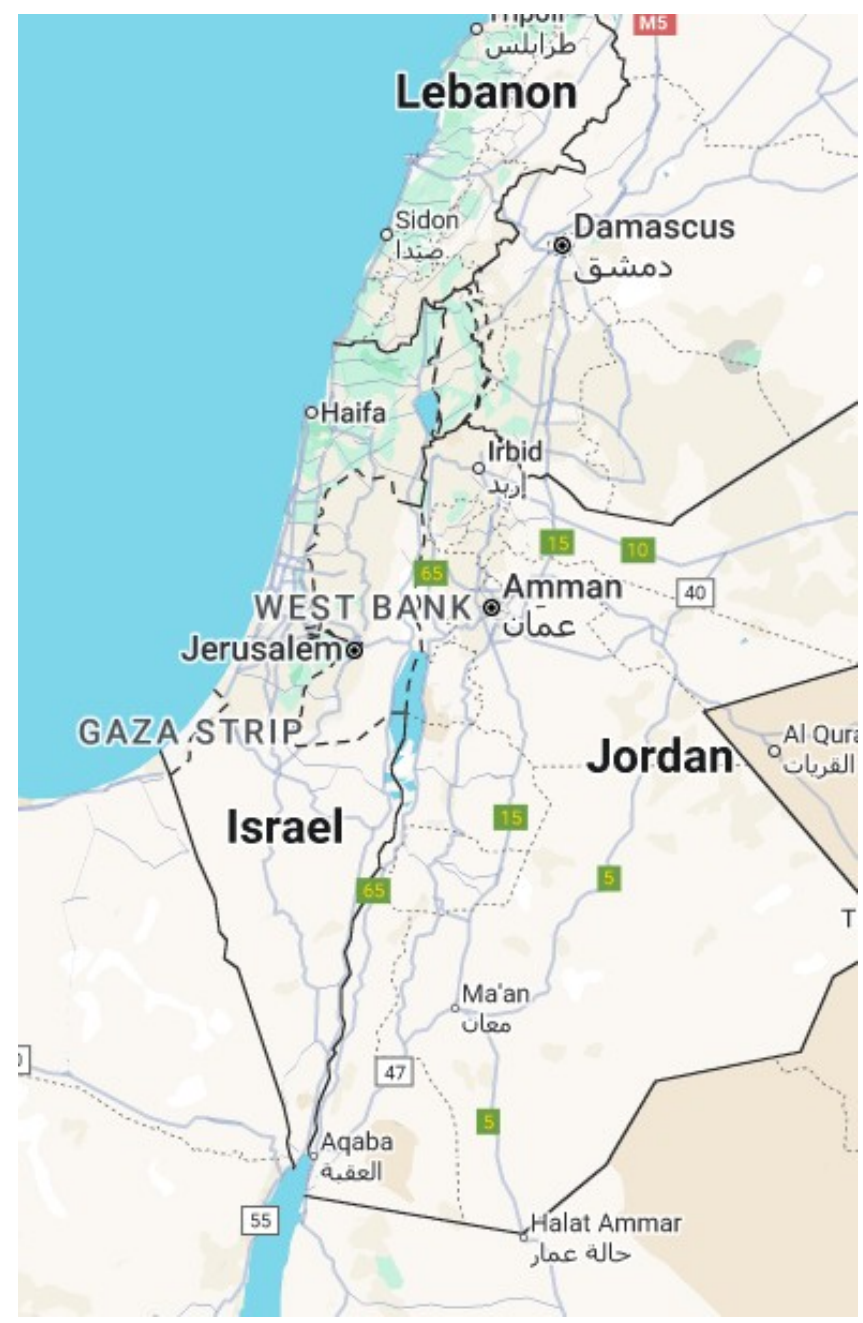 Tripoli
طرابلس
M5
Lebanon
Sidon
صيدا
Damascus
دمشق
Haifa
Irbid
إربد
15
10
65
Amman
عمّان
40
WEST BANK
Jerusalem
GAZA STRIP
Al Qura
القريات
Jordan
Israel
15
65
5
T
Ma'an
معان
47
5
Aqaba
العقبة
55
Halat Ammar
حالة عمار